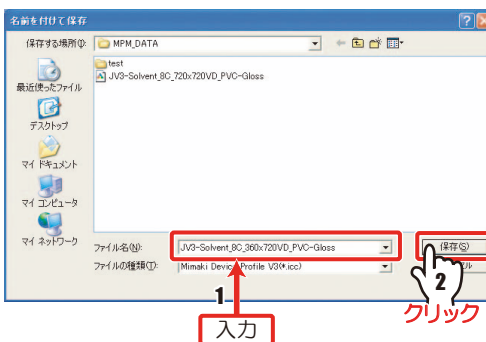 名前を付けて保存
保存する場所(I):
MPM_DATA
test
JV3-Solvent_8C_720x720VD_PVC-Gloss
最近使ったファイル
デスクトップ
マイ ドキュメント
マイ コンピュータ
マイ ネットワーク
ファイル名(N):
JV3-Solvent_8C_360x720VD_PVC-Gloss
保存(S)
ファイルの種類(T):
Mimaki Device Profile V3(*.icc)
ル
1
2
入力
クリック